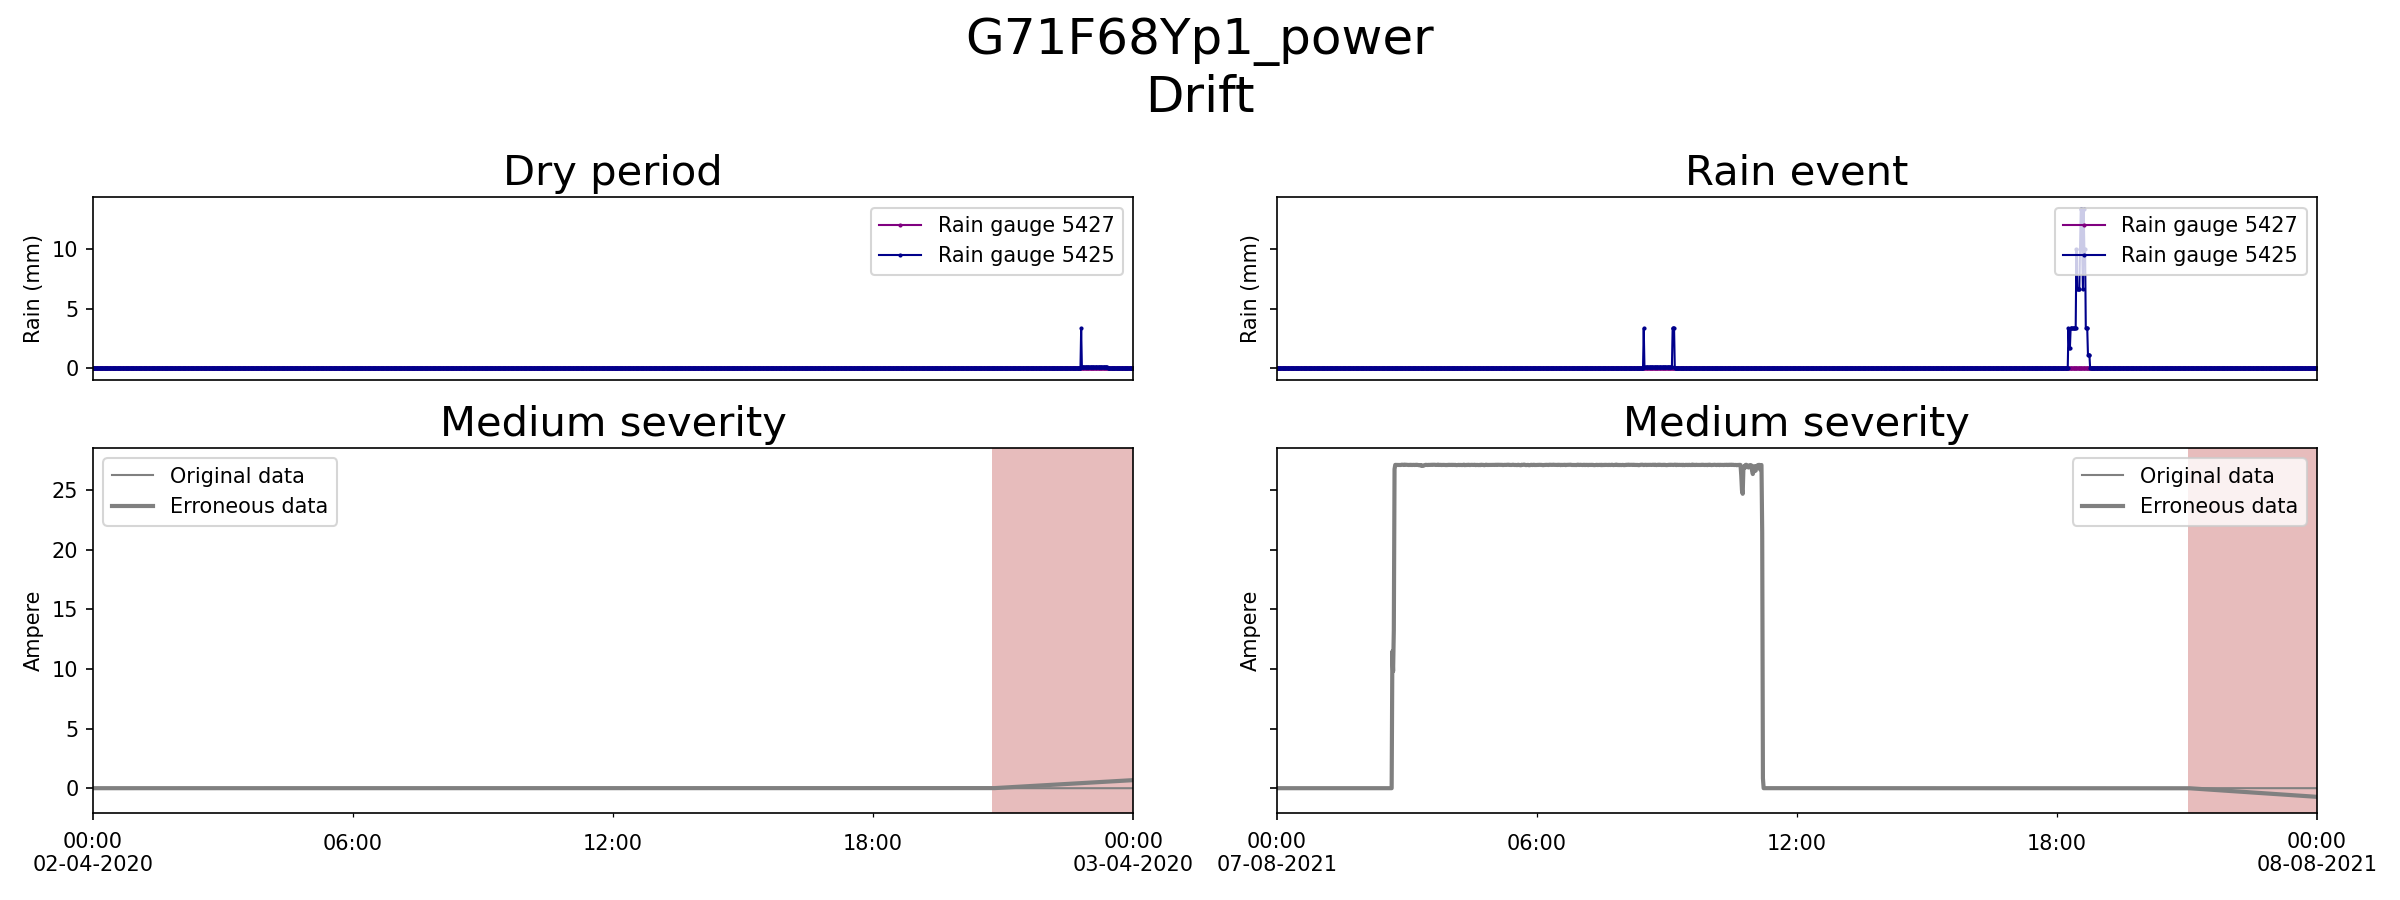 G71F68Yp1_power
Drift
Dry period
Rain (mm)
10
5
0
Rain gauge 5427
Rain gauge 5425
Rain event
Rain (mm)
Rain gauge 5427
Rain gauge 5425
Medium severity
Ampere
25
20
15
10
5
0
Original data
Erroneous data
00:00
02-04-2020
06:00
12:00
18:00
00:00
03-04-2020
Medium severity
Ampere
Original data
Erroneous data
00:00
07-08-2021
06:00
12:00
18:00
00:00
08-08-2021